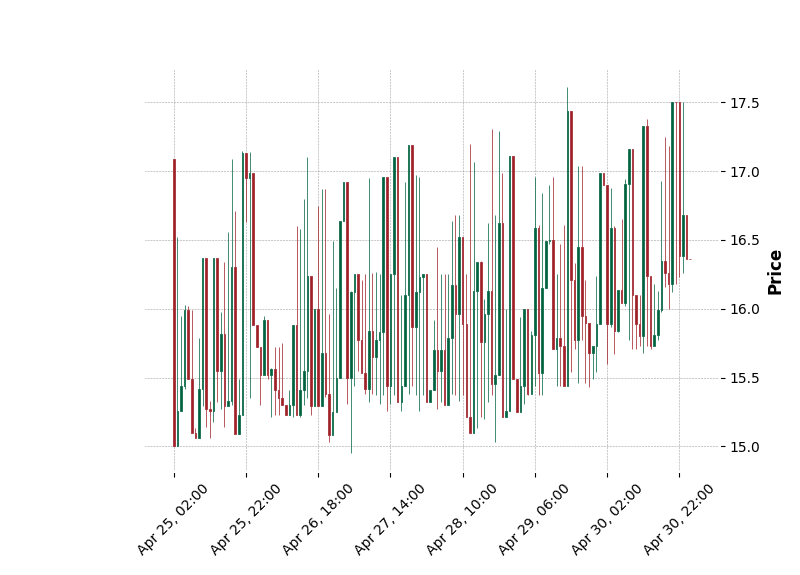 17.5
17.0
16.5
16.0
15.5
15.0
Price
Apr 25, 02:00
Apr 25, 22:00
Apr 26, 18:00
Apr 27, 14:00
Apr 28, 10:00
Apr 29, 06:00
Apr 30, 02:00
Apr 30, 22:00